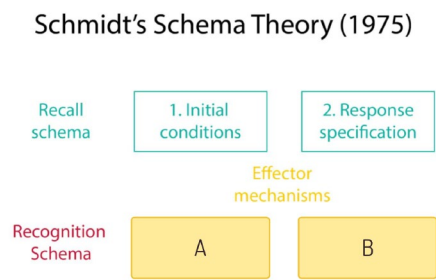 Schmidt's Schema Theory (1975)
Recall
schema
1. Initial
conditions
2. Response
specification
Effector
mechanisms
Recognition
Schema
A
B